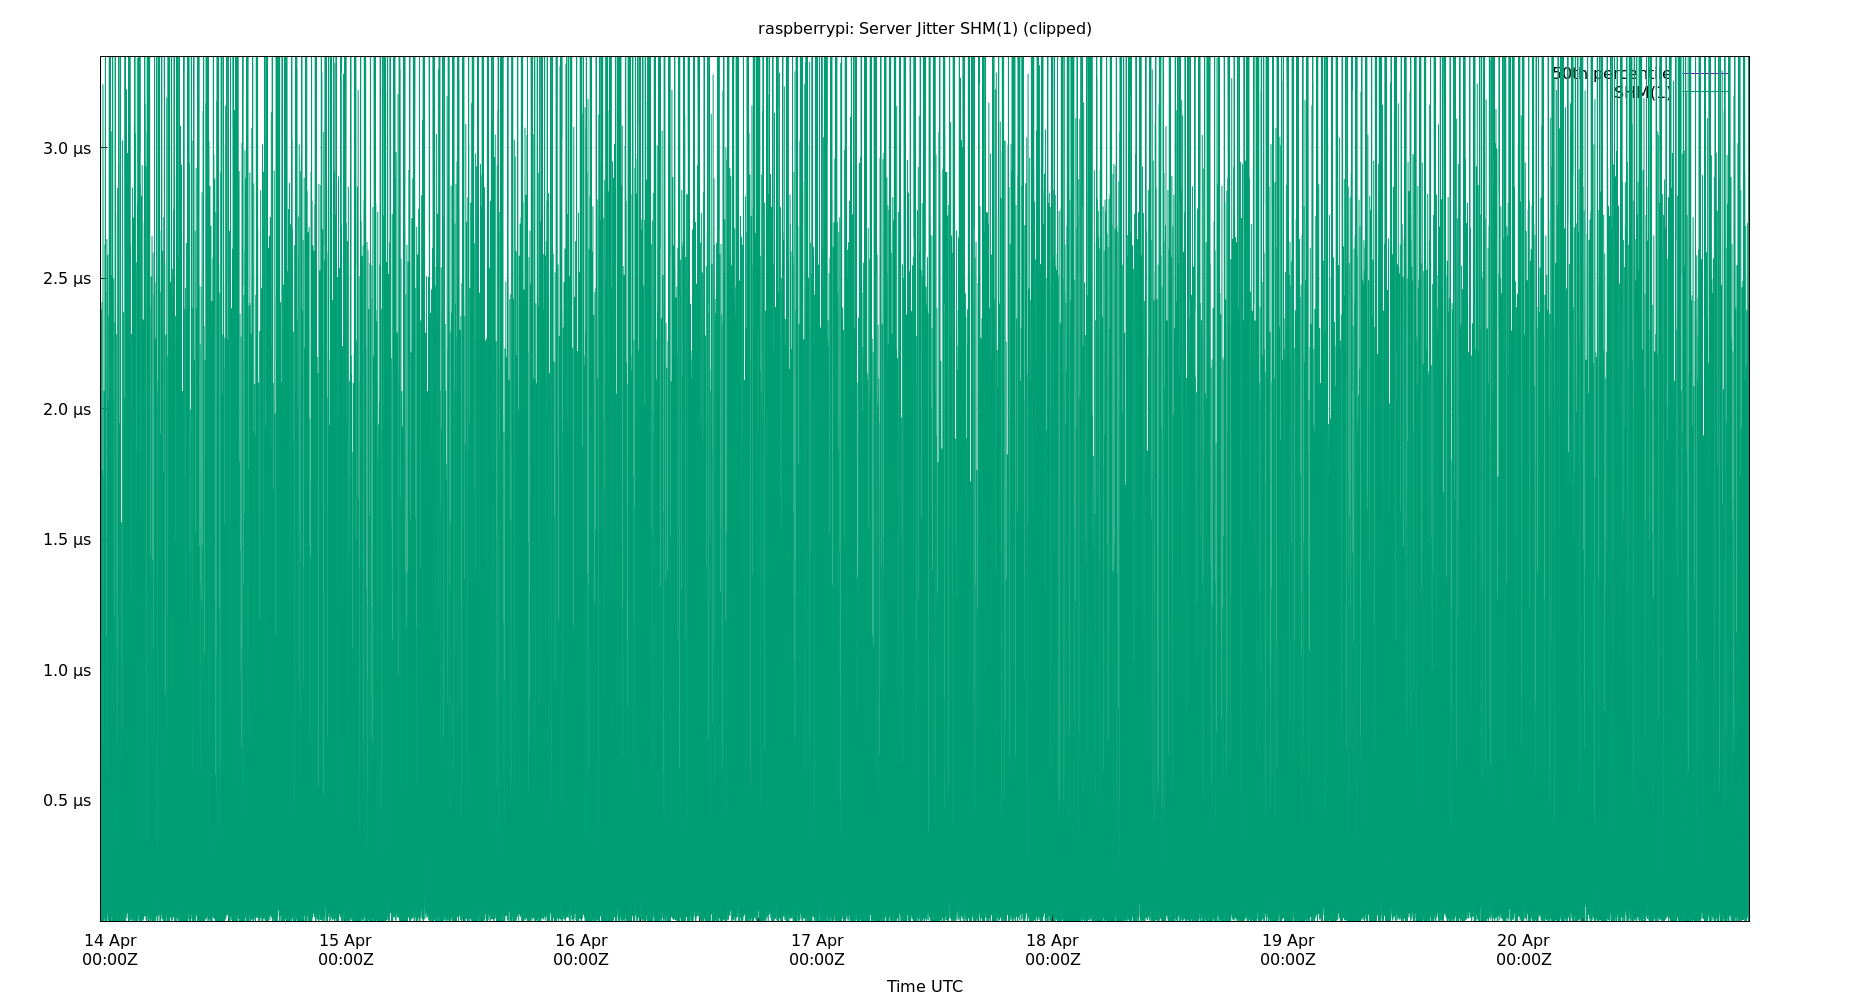 raspberrypi: Server Jitter SHM(1) (clipped)
50th percentile
SHM(1)
3.0 µs
2.5 µs
2.0 µs
1.5 µs
1.0 µs
0.5 µs
14 Apr 15 Apr 16 Apr 17 Apr 18 Apr 19 Apr 20 Apr
00:00Z 00:00Z 00:00Z 00:00Z 00:00Z 00:00Z 00:00Z
Time UTC